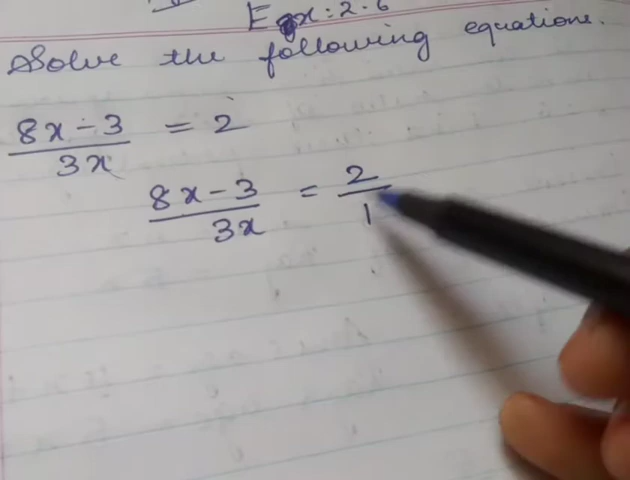 Ex:2.6
Solve the following equations.
8x-3/3x = 2
8x-3/3x = 2/1